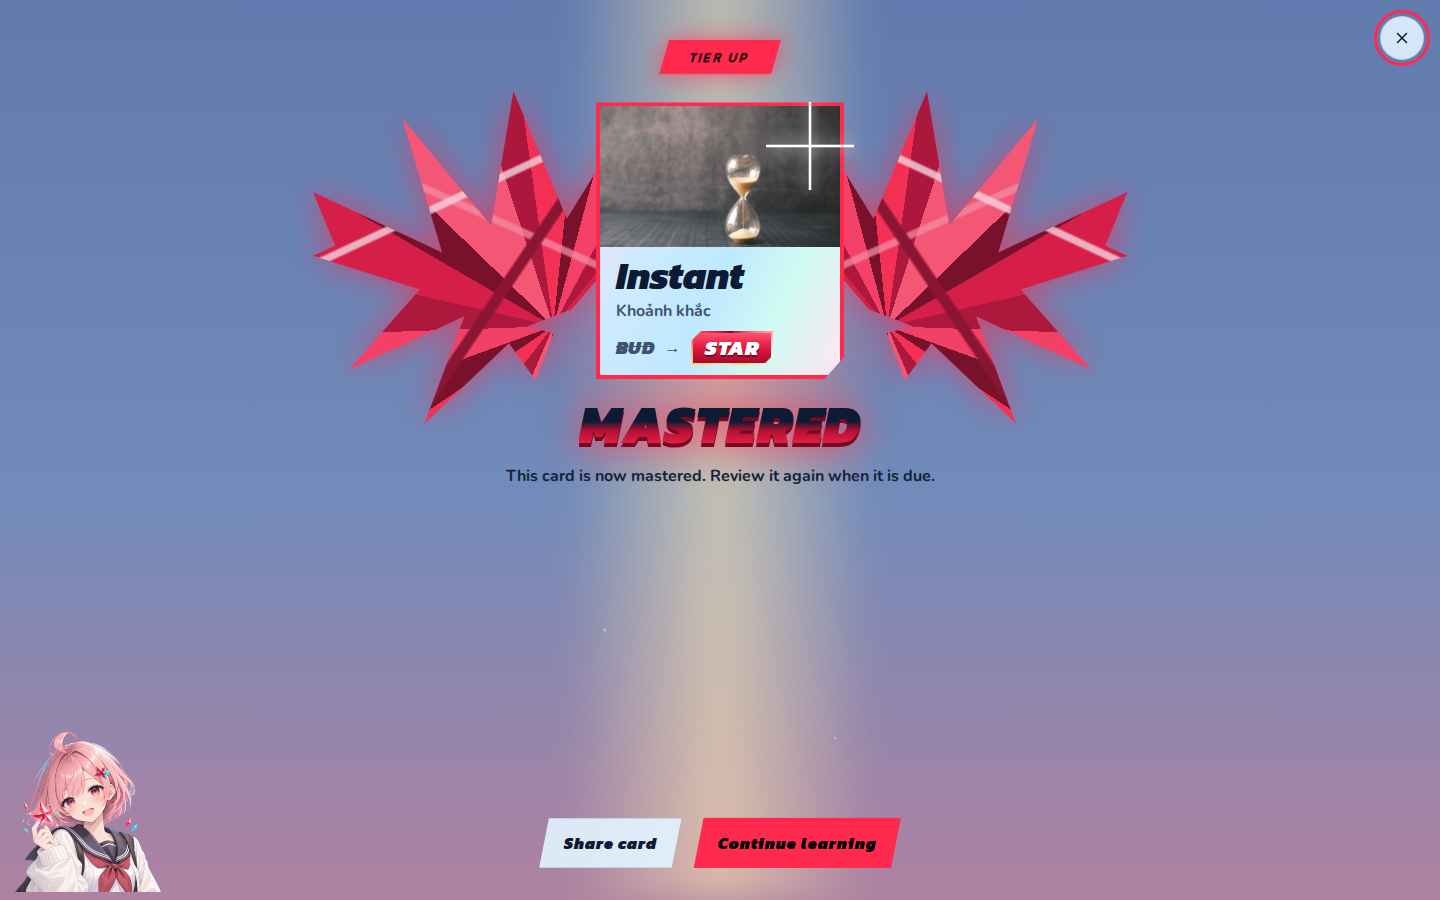 TIER UP
Instant
Khoảnh khắc
BUD → STAR
MASTERED
This card is now mastered. Review it again when it is due.
Share card
Continue learning